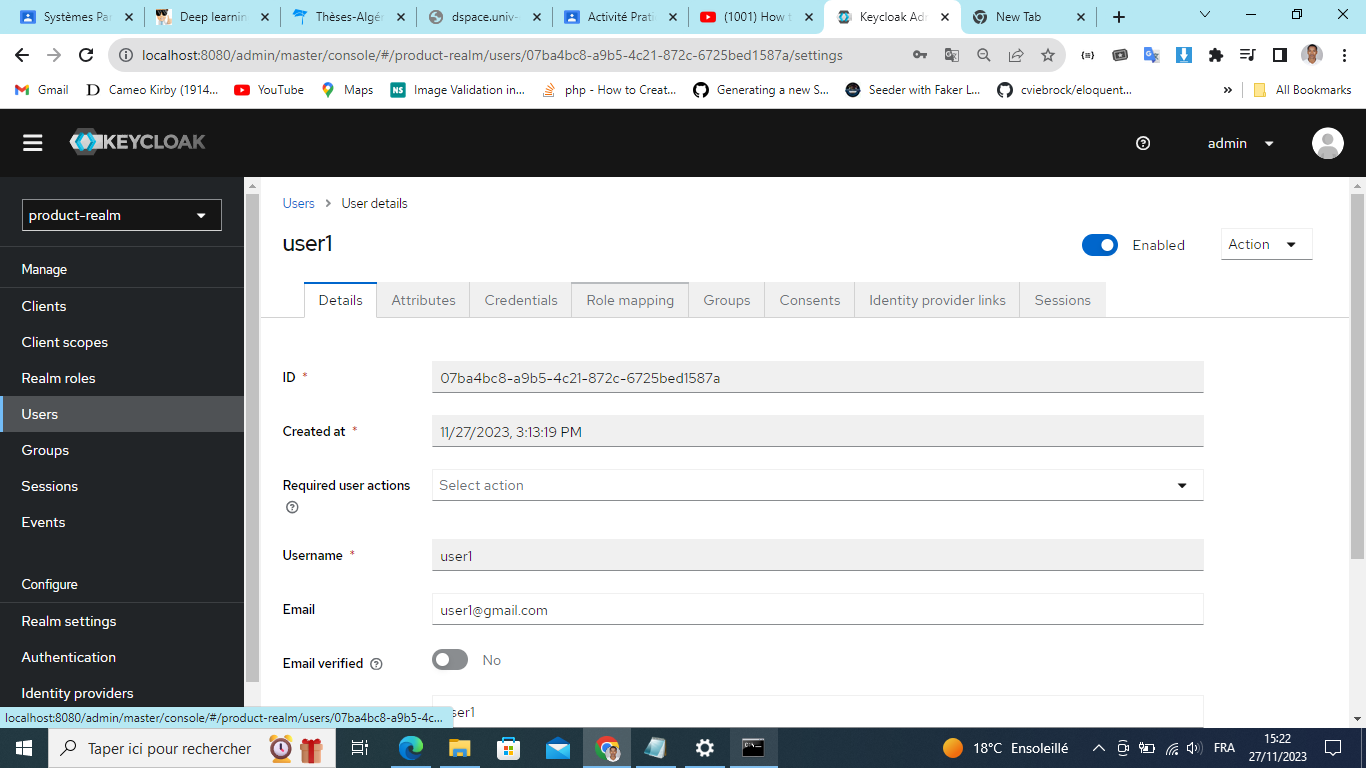 Systèmes Pa
Deep learnin
Thèses-Algé
dspace.univ-
Activité Prati
(1001) How t
Keycloak Adr
New Tab
localhost:8080/admin/master/console/#/product-realm/users/07ba4bc8-a9b5-4c21-872c-6725bed1587a/settings
Gmail
Cameo Kirby (1914...
YouTube
Maps
Image Validation in...
php - How to Creat...
Generating a new S...
Seeder with Faker L...
cviebrock/eloquent...
»
All Bookmarks
KEYCLOAK
admin
product-realm
Manage
Clients
Client scopes
Realm roles
Users
Groups
Sessions
Events
Configure
Realm settings
Authentication
Identity providers
Users > User details
user1
Enabled
Action
Details
Attributes
Credentials
Role mapping
Groups
Consents
Identity provider links
Sessions
ID *
07ba4bc8-a9b5-4c21-872c-6725bed1587a
Created at *
11/27/2023, 3:13:19 PM
Required user actions
Select action
Username *
user1
Email
user1@gmail.com
Email verified
No
ser1
localhost:8080/admin/master/console/#/product-realm/users/07ba4bc8-a9b5-4c...
Taper ici pour rechercher
18°C Ensoleillé
FRA
15:22
27/11/2023